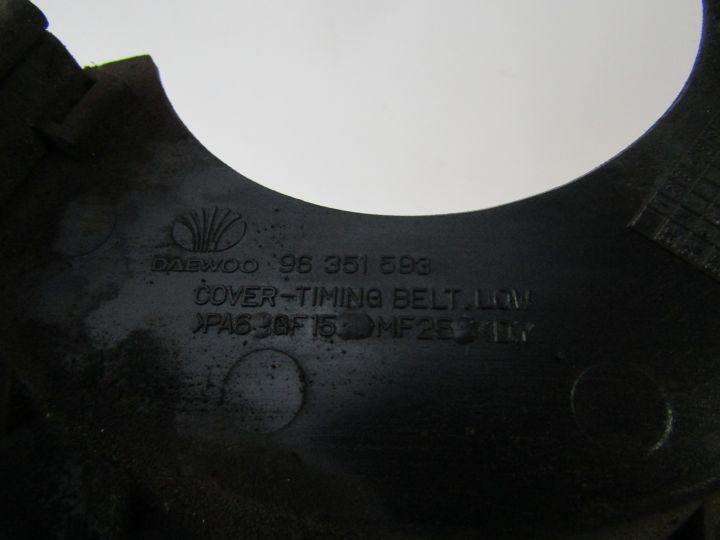 DAEWOO 96 351 593
COVER-TIMING BELT.LOW
>PA6 GF15 MF25